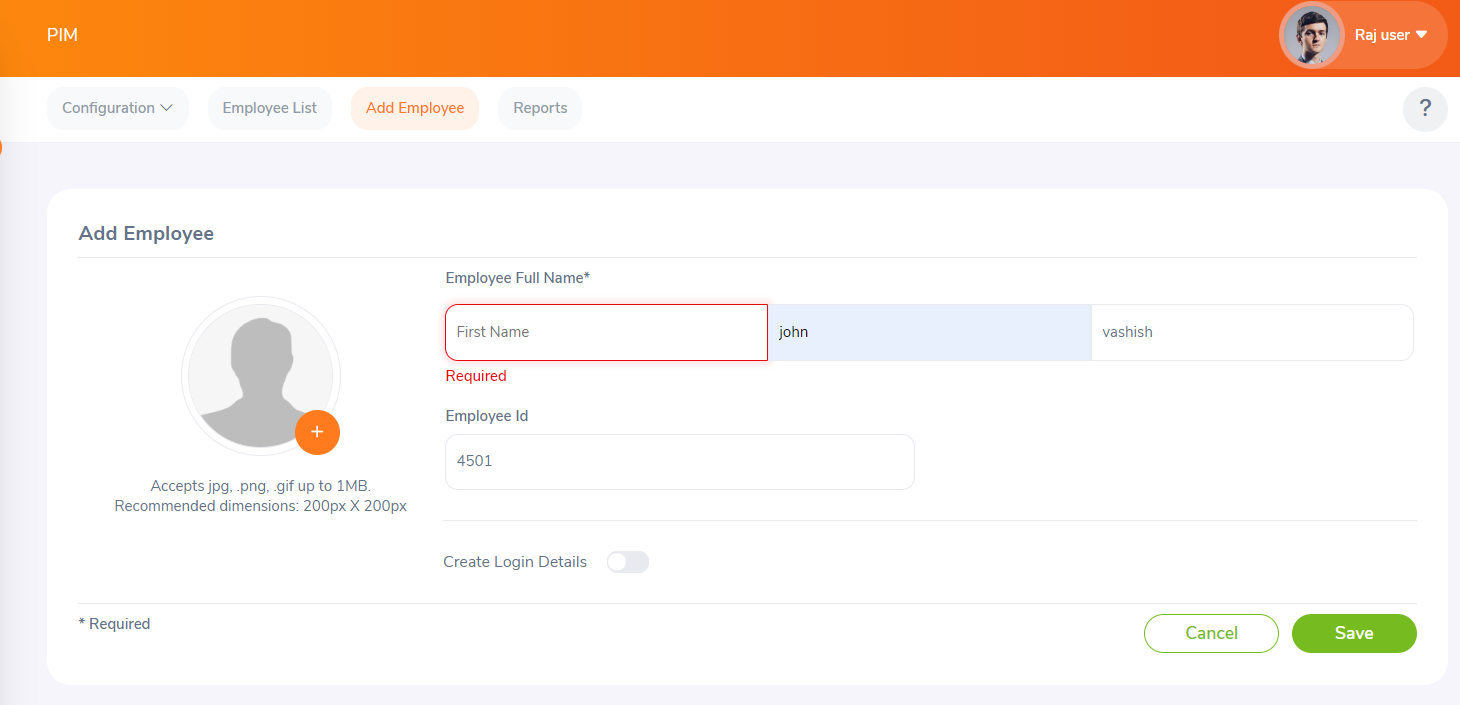 PIM
Raj user
Configuration
Employee List
Add Employee
Reports
?
Add Employee
Employee Full Name*
First Name
john
vashish
Required
Employee Id
4501
+
Accepts jpg, .png, .gif up to 1MB.
Recommended dimensions: 200px X 200px
Create Login Details
* Required
Cancel
Save